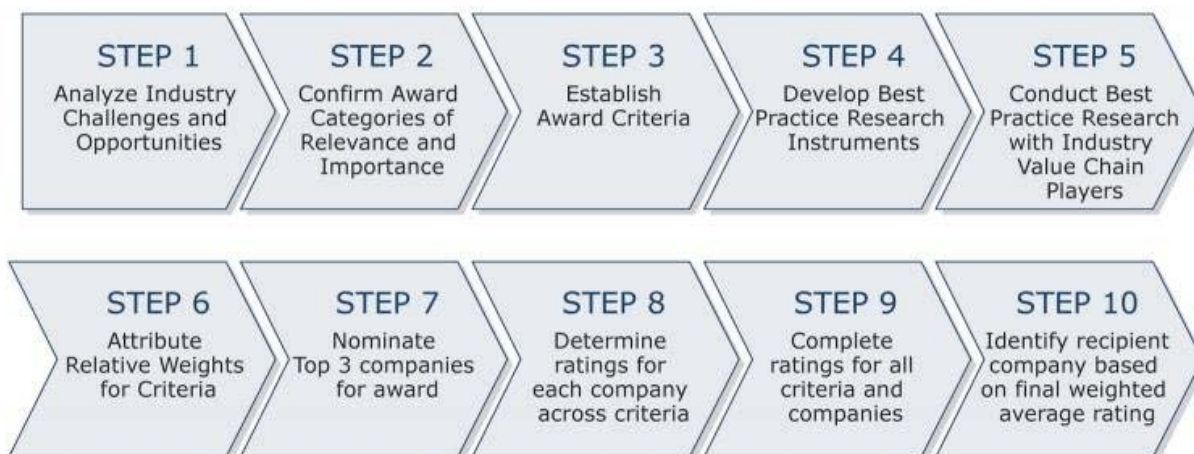 STEP 1
Analyze Industry
Challenges and
Opportunities
STEP 2
Confirm Award
Categories of
Relevance and
Importance
STEP 3
Establish
Award Criteria
STEP 4
Develop Best
Practice Research
Instruments
STEP 5
Conduct Best
Practice Research
with Industry
Value Chain
Players
STEP 6
Attribute
Relative Weights
for Criteria
STEP 7
Nominate
Top 3 companies
for award
STEP 8
Determine
ratings for
each company
across criteria
STEP 9
Complete
ratings for all
criteria and
companies
STEP 10
Identify recipient
company based
on final weighted
average rating